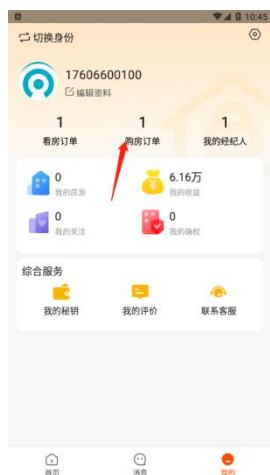 10:45
切换身份
17606600100
编辑资料
1 1 1
看房订单 购房订单 我的经纪人
0 6.16万
我的房源 我的收益
0 0
我的关注 我的确权
综合服务
我的秘钥 我的评价 联系客服
首页 消息 我的